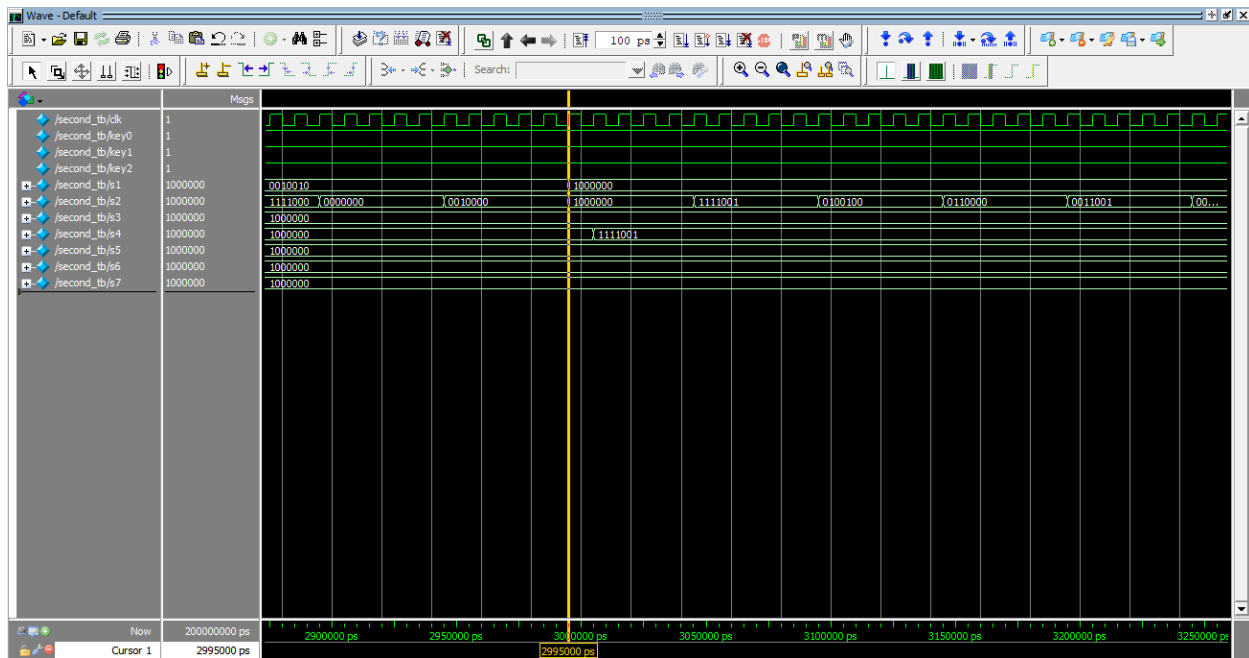 Wave - Default
100 ps
Search:
Msgs
/second_tb/clk 1
/second_tb/key0 1
/second_tb/key1 1
/second_tb/key2 1
/second_tb/s1 1000000 0010010 1000000
/second_tb/s2 1000000 1111000 0000000 0010000 1000000 1111001 0100100 0110000 0011001 00...
/second_tb/s3 1000000 1000000
/second_tb/s4 1000000 1000000 1111001
/second_tb/s5 1000000 1000000
/second_tb/s6 1000000 1000000
/second_tb/s7 1000000 1000000
Now 200000000 ps 2900000 ps 2950000 ps 3000000 ps 3050000 ps 3100000 ps 3150000 ps 3200000 ps 3250000 ps
Cursor 1 2995000 ps 2995000 ps